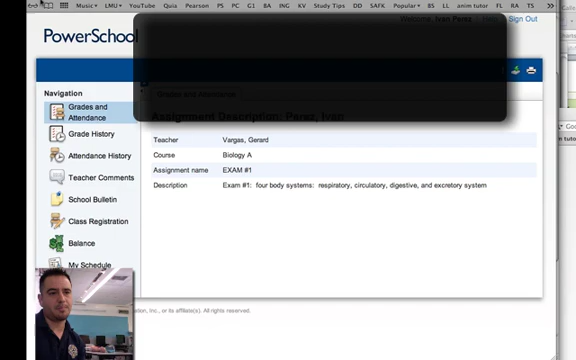 Music▾ LMU▾ YouTube Quia Pearson PS G B AB ING KV Study Tips DD SAFC Popular▾ BS LL anim tutor FL RA TS
Welcome, Ivan Perez Help Sign Out
PowerSchool
Navigation
Grades and Attendance
Grades and
Attendance
Assignment Description: Perez, Ivan
Grade History
Teacher Vargas, Gerard
Attendance History
Course Biology A
Assignment name EXAM #1
Teacher Comments
Description Exam #1: four body systems: respiratory, circulatory, digestive, and excretory system
School Bulletin
Class Registration
Balance
My Schedule
ation, Inc., or its affiliate(s). All rights reserved.